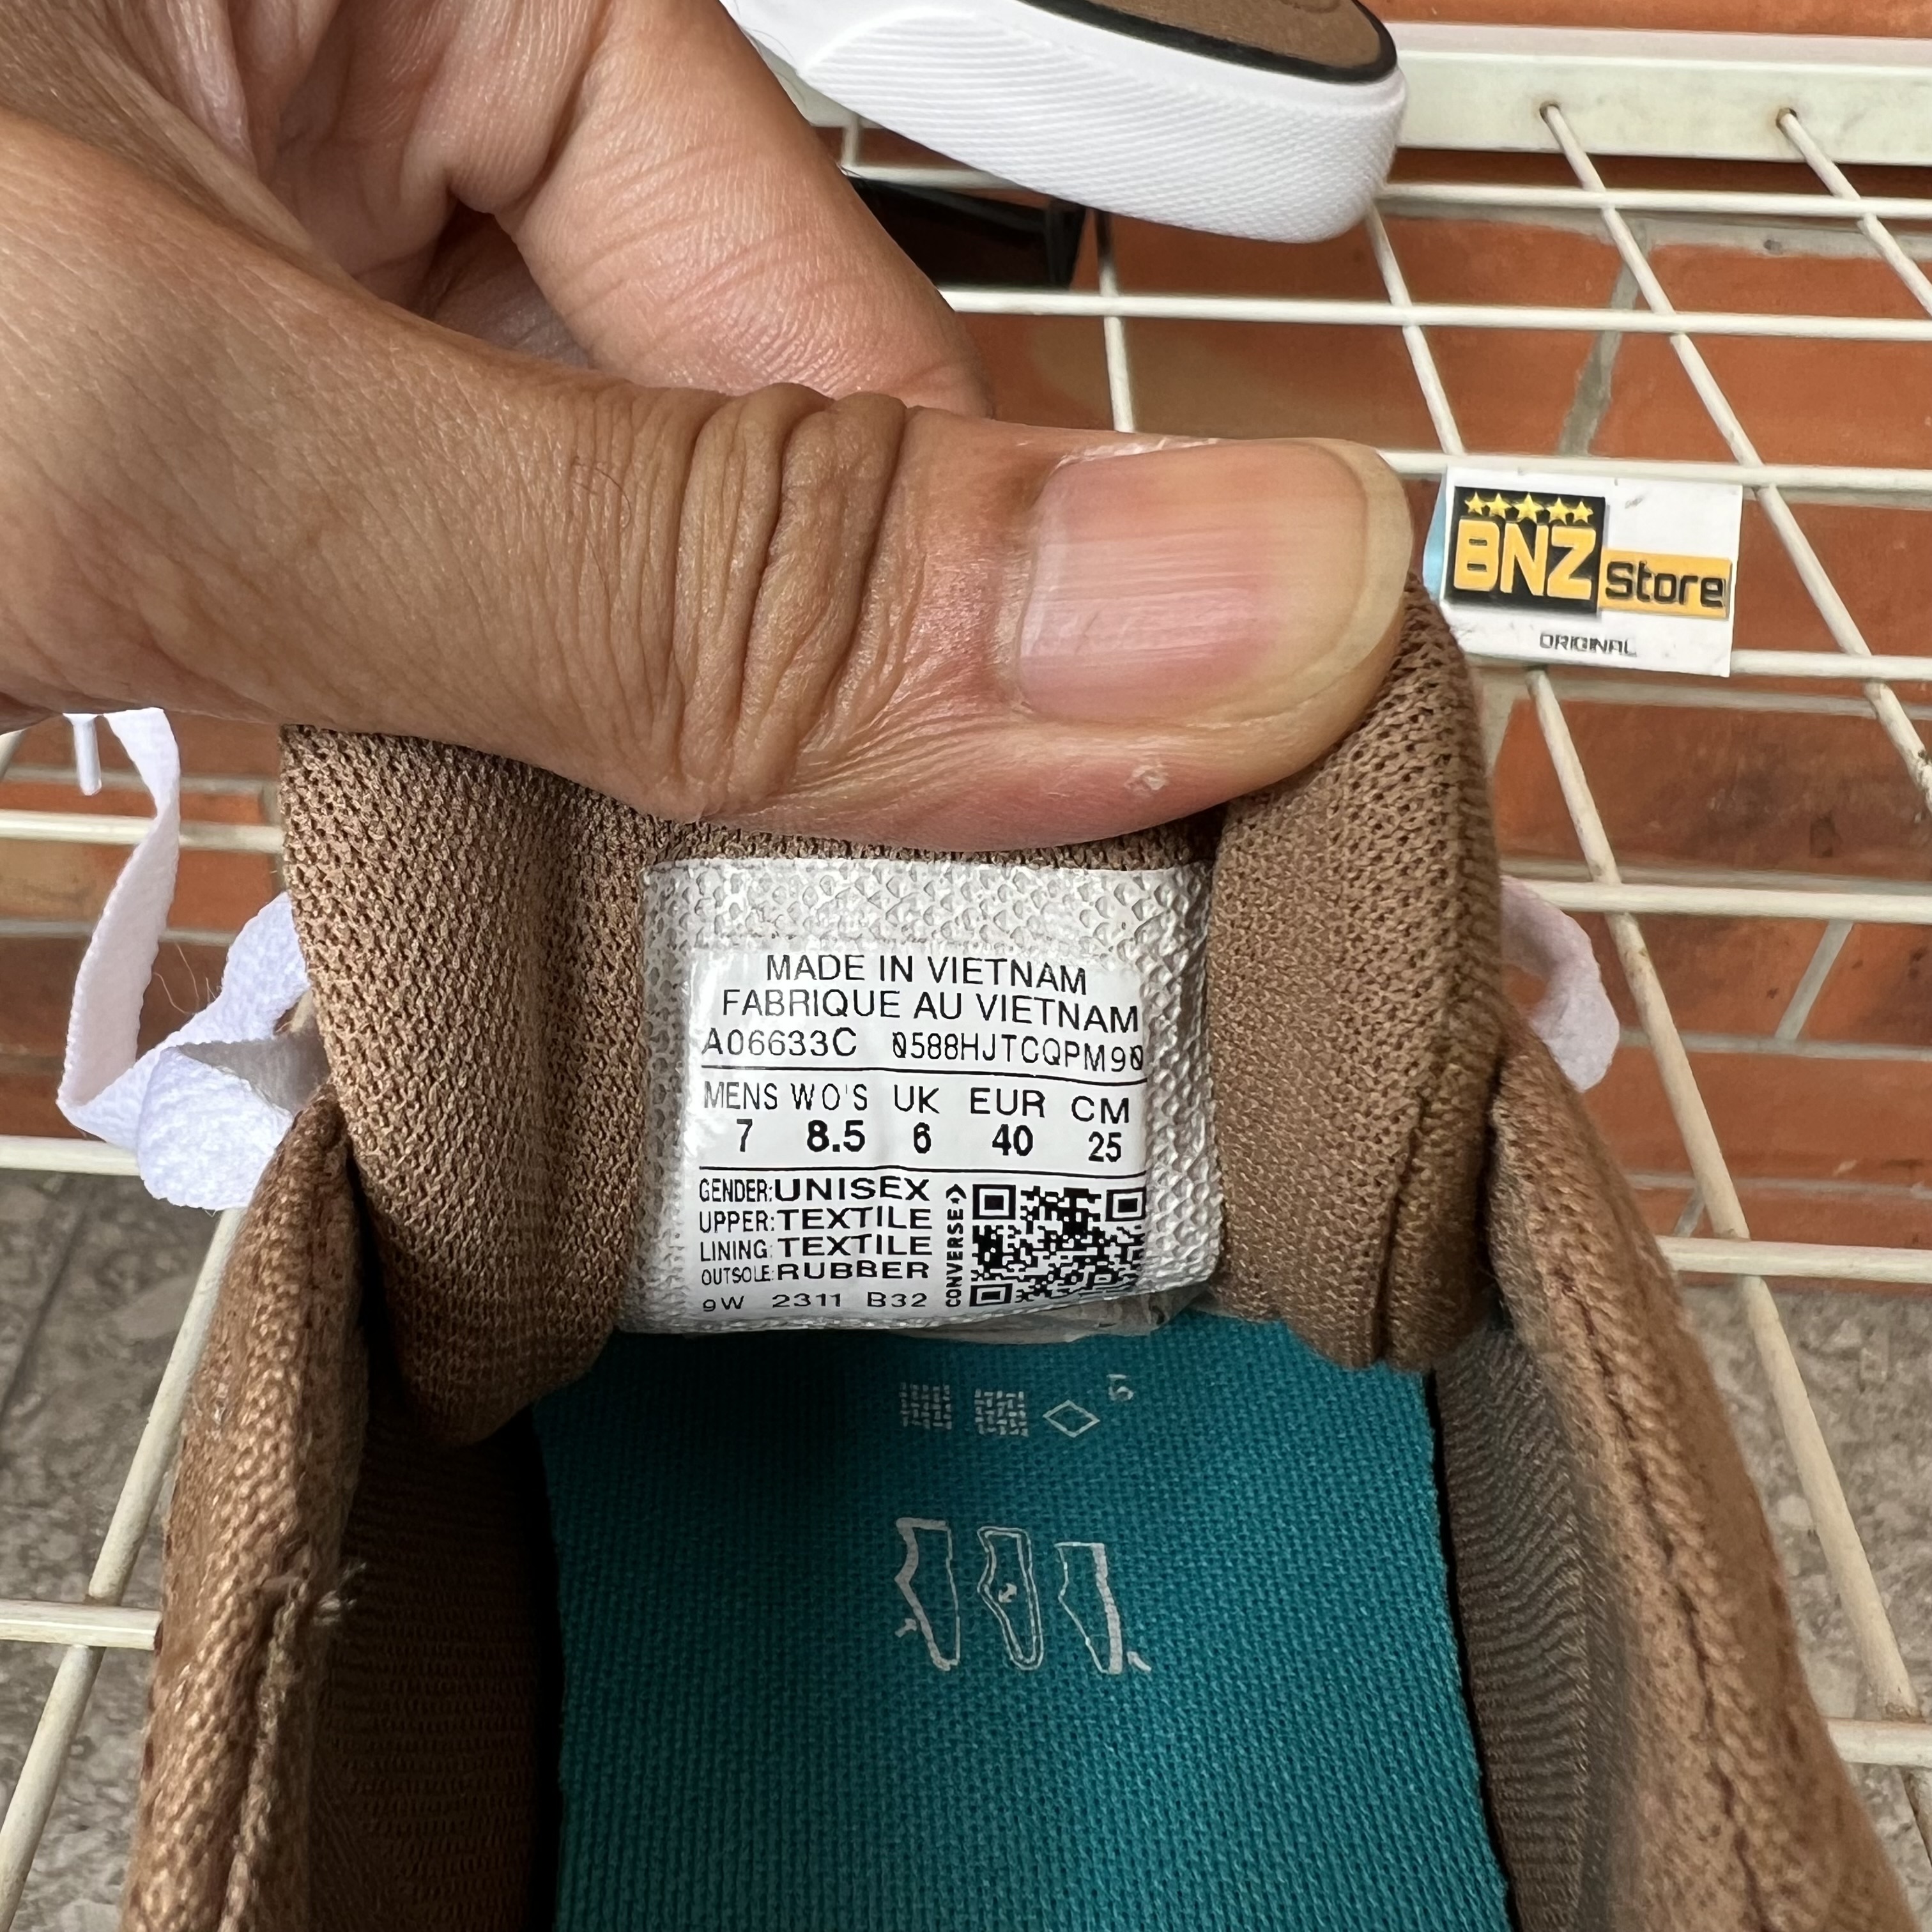 BNZ Store
ORIGINAL
MADE IN VIETNAM
FABRIQUE AU VIETNAM
A06633C 0588HJTCQPM90
MENS WO'S UK EUR CM
7 8.5 6 40 25
GENDER: UNISEX
UPPER: TEXTILE
LINING: TEXTILE
OUTSOLE: RUBBER
9W 2311 B32
CONVERSE